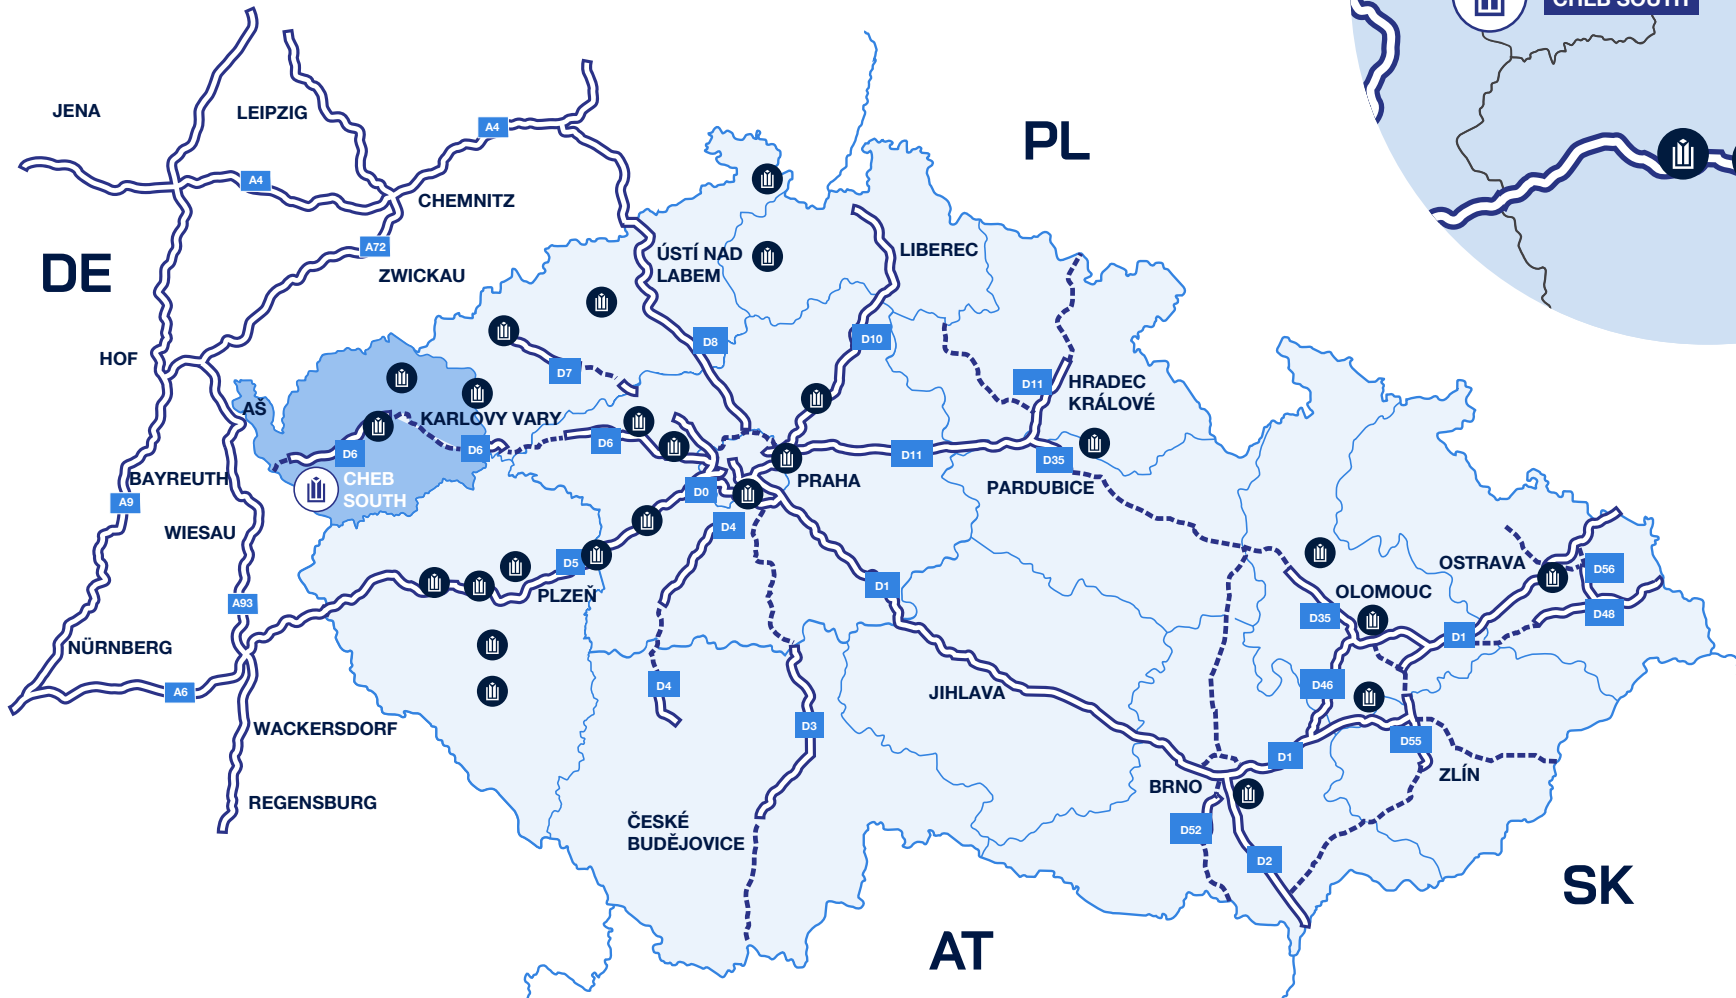 CHEB SOUTH
JENA
LEIPZIG
A4
PL
A4
CHEMNITZ
A72
DE
ZWICKAU
ÚSTÍ NAD
LABEM
LIBEREC
HOF
D8
D10
D7
D11
HRADEC
KRÁLOVÉ
AŠ
KARLOVY VARY
D6
D6
D6
D11
D35
BAYREUTH
CHEB
SOUTH
PRAHA
PARDUBICE
A9
D0
D4
WIESAU
D5
PLZEŇ
D1
OSTRAVA
D56
OLOMOUC
A93
D35
D48
D1
NÜRNBERG
A6
D4
JIHLAVA
D46
WACKERSDORF
D3
D55
D1
ZLÍN
REGENSBURG
BRNO
ČESKÉ
BUDĚJOVICE
D52
D2
SK
AT